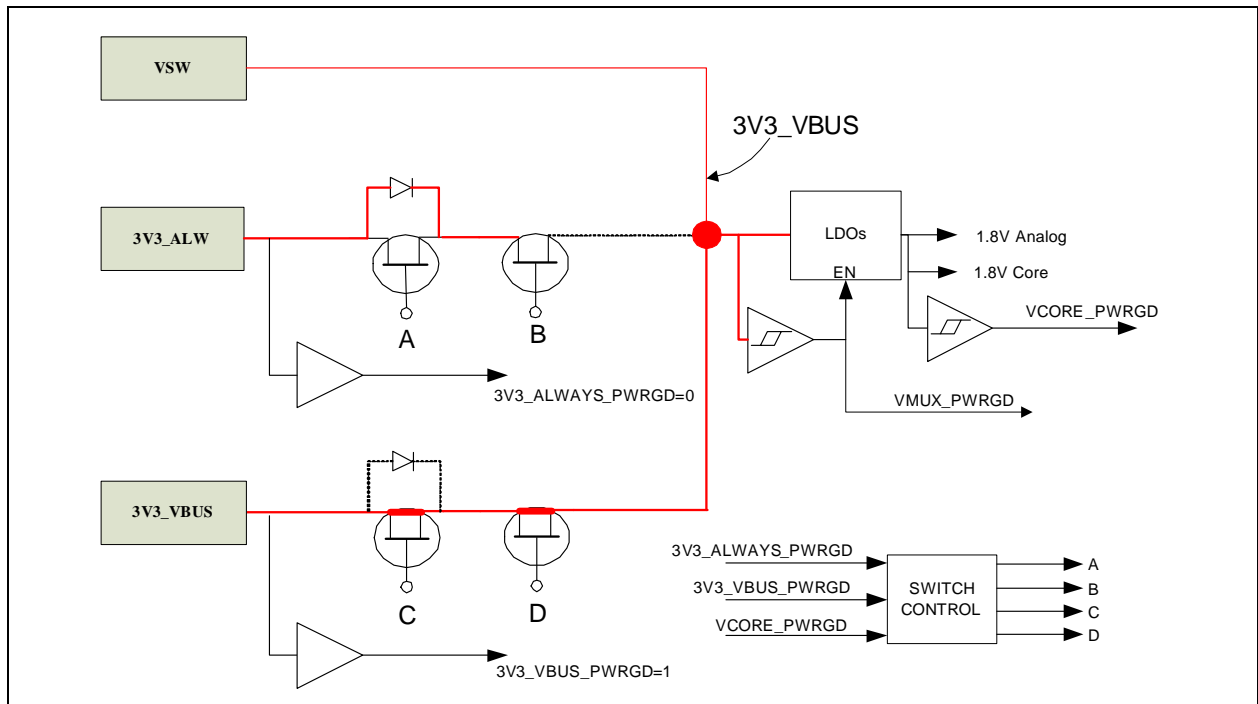 VSW
3V3_VBUS
3V3_ALW
LDOs
EN
1.8V Analog
1.8V Core
A
B
VCORE_PWRGD
3V3_ALWAYS_PWRGD=0
VMUX_PWRGD
3V3_VBUS
C
D
3V3_VBUS_PWRGD=1
3V3_ALWAYS_PWRGD
3V3_VBUS_PWRGD
VCORE_PWRGD
SWITCH
CONTROL
A
B
C
D